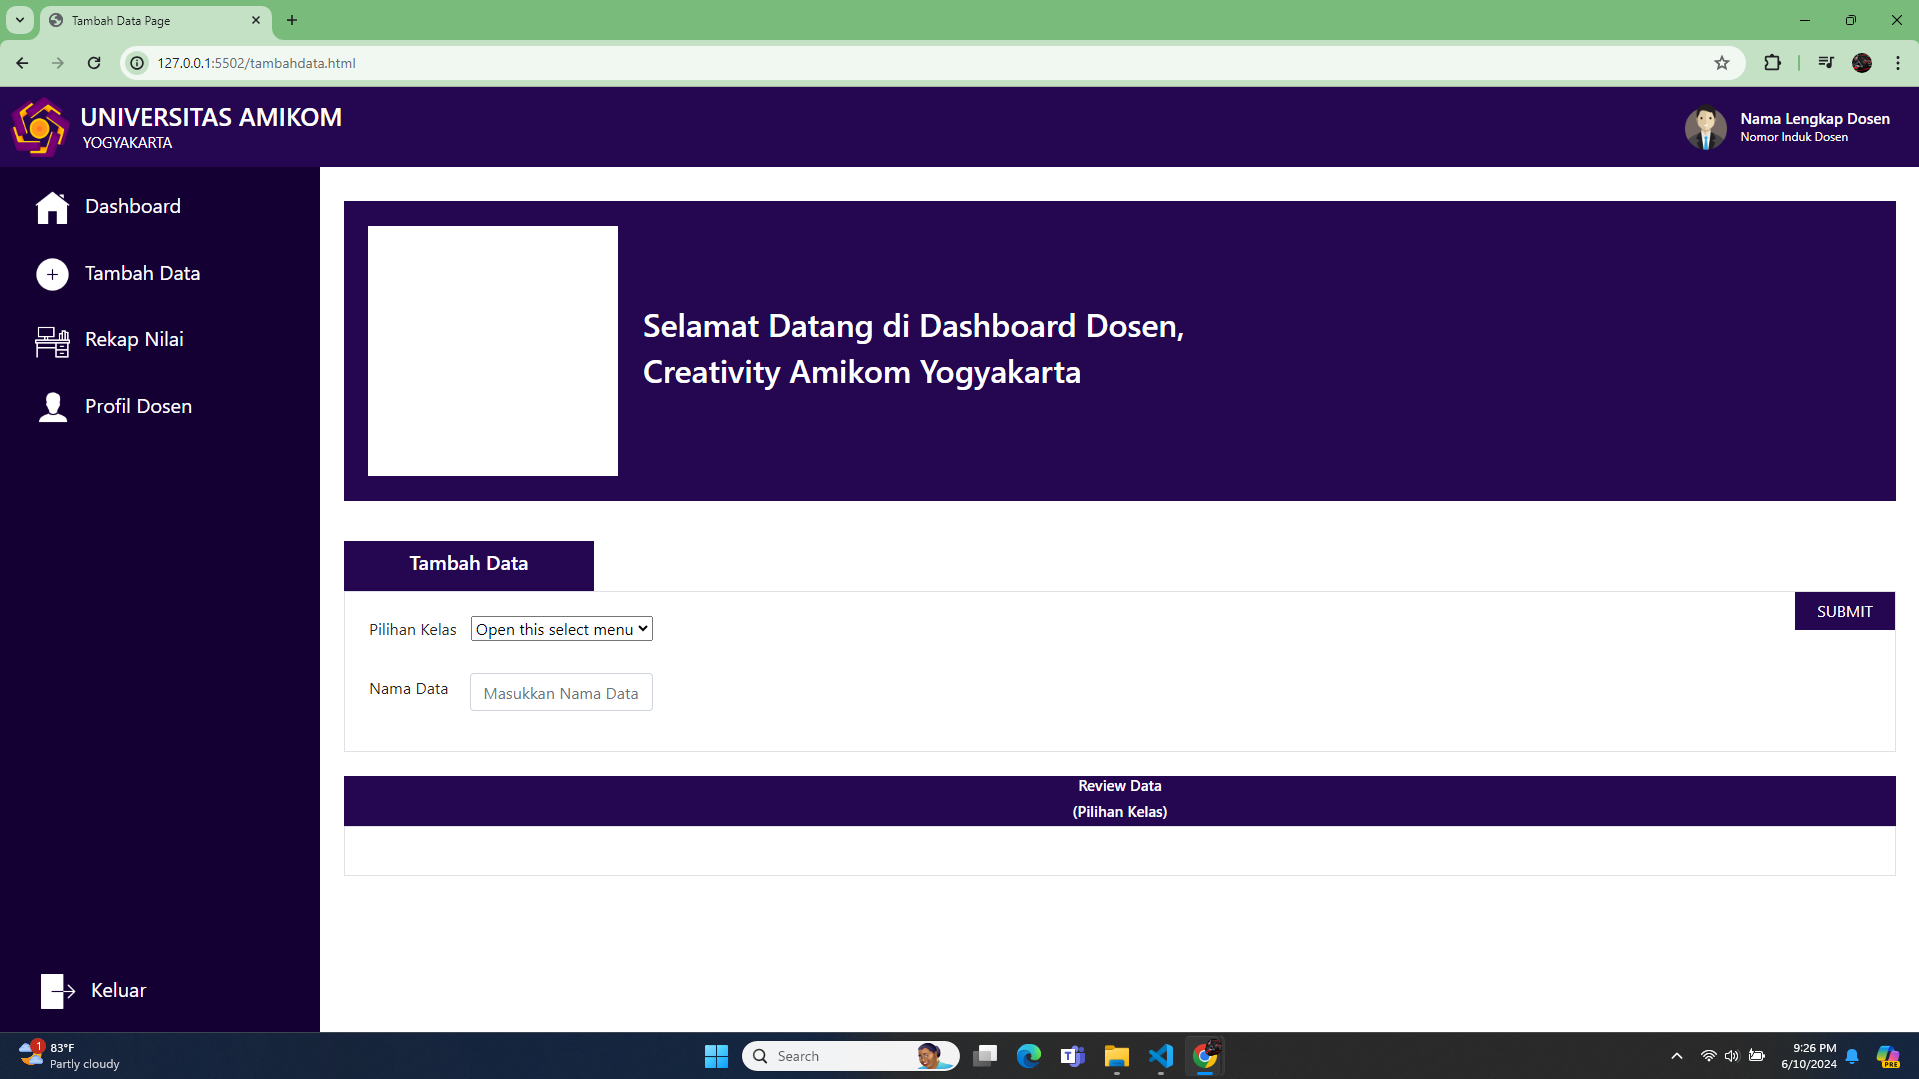 Tambah Data Page
127.0.0.1:5502/tambahdata.html
UNIVERSITAS AMIKOM
YOGYAKARTA
Nama Lengkap Dosen
Nomor Induk Dosen
Dashboard
Tambah Data
Rekap Nilai
Profil Dosen
Keluar
Selamat Datang di Dashboard Dosen,
Creativity Amikom Yogyakarta
Tambah Data
SUBMIT
Pilihan Kelas Open this select menu
Nama Data Masukkan Nama Data
Review Data
(Pilihan Kelas)
1
83°F
Partly cloudy
Search
9:26 PM
6/10/2024
PRE